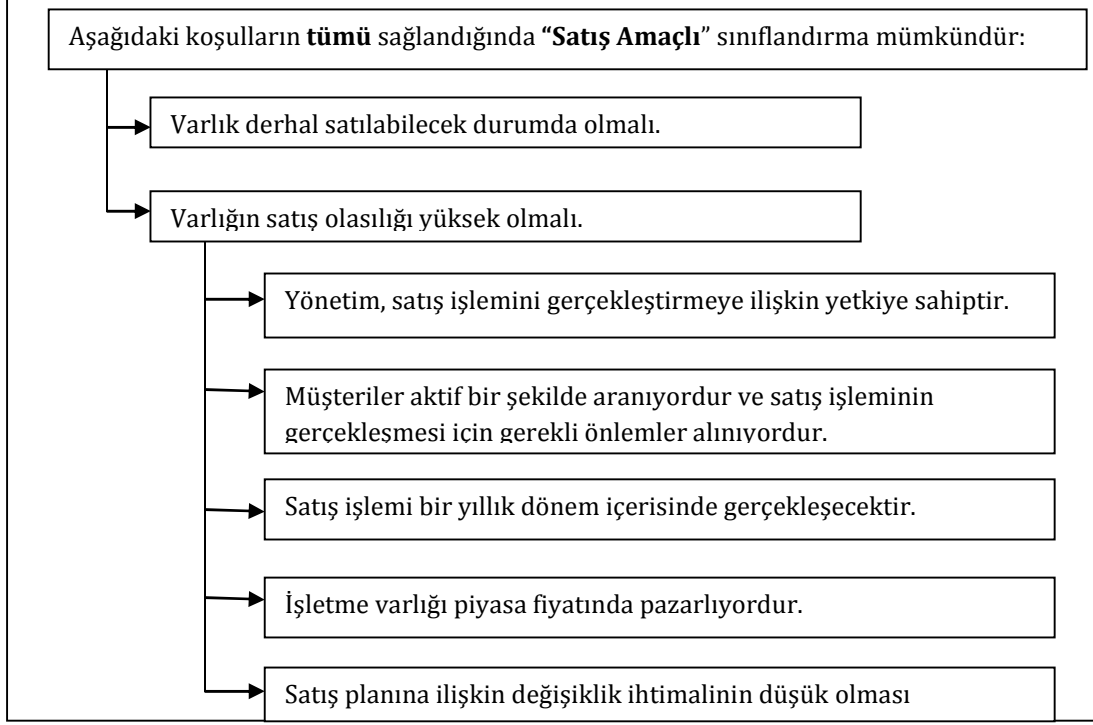 Aşağıdaki koşulların tümü sağlandığında “Satış Amaçlı” sınıflandırma mümkündür:
Varlık derhal satılabilecek durumda olmalı.
Varlığın satış olasılığı yüksek olmalı.
Yönetim, satış işlemini gerçekleştirmeye ilişkin yetkiye sahiptir.
Müşteriler aktif bir şekilde aranıyordur ve satış işleminin
gerçekleşmesi için gerekli önlemler alınıyordur.
Satış işlemi bir yıllık dönem içerisinde gerçekleşecektir.
İşletme varlığı piyasa fiyatında pazarlıyordur.
Satış planına ilişkin değişiklik ihtimalinin düşük olması